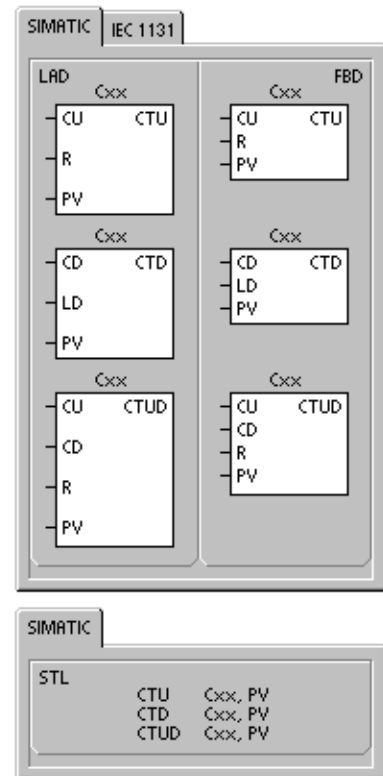 SIMATIC IEC 1131
LAD FBD
Cxx Cxx
CU CTU CU CTU
R R
PV PV
Cxx Cxx
CD CTD CD CTD
LD LD
PV PV
Cxx Cxx
CU CTUD CU CTUD
CD CD
R R
PV PV
SIMATIC
STL
CTU Cxx, PV
CTD Cxx, PV
CTUD Cxx, PV